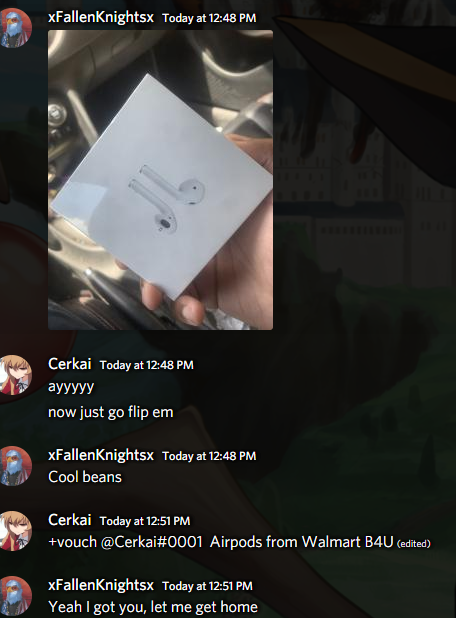 xFallenKnightsx Today at 12:48 PM
Cerkai Today at 12:48 PM
ayyyyy
now just go flip em
xFallenKnightsx Today at 12:48 PM
Cool beans
Cerkai Today at 12:51 PM
+vouch @Cerkai#0001 Airpods from Walmart B4U (edited)
xFallenKnightsx Today at 12:51 PM
Yeah I got you, let me get home